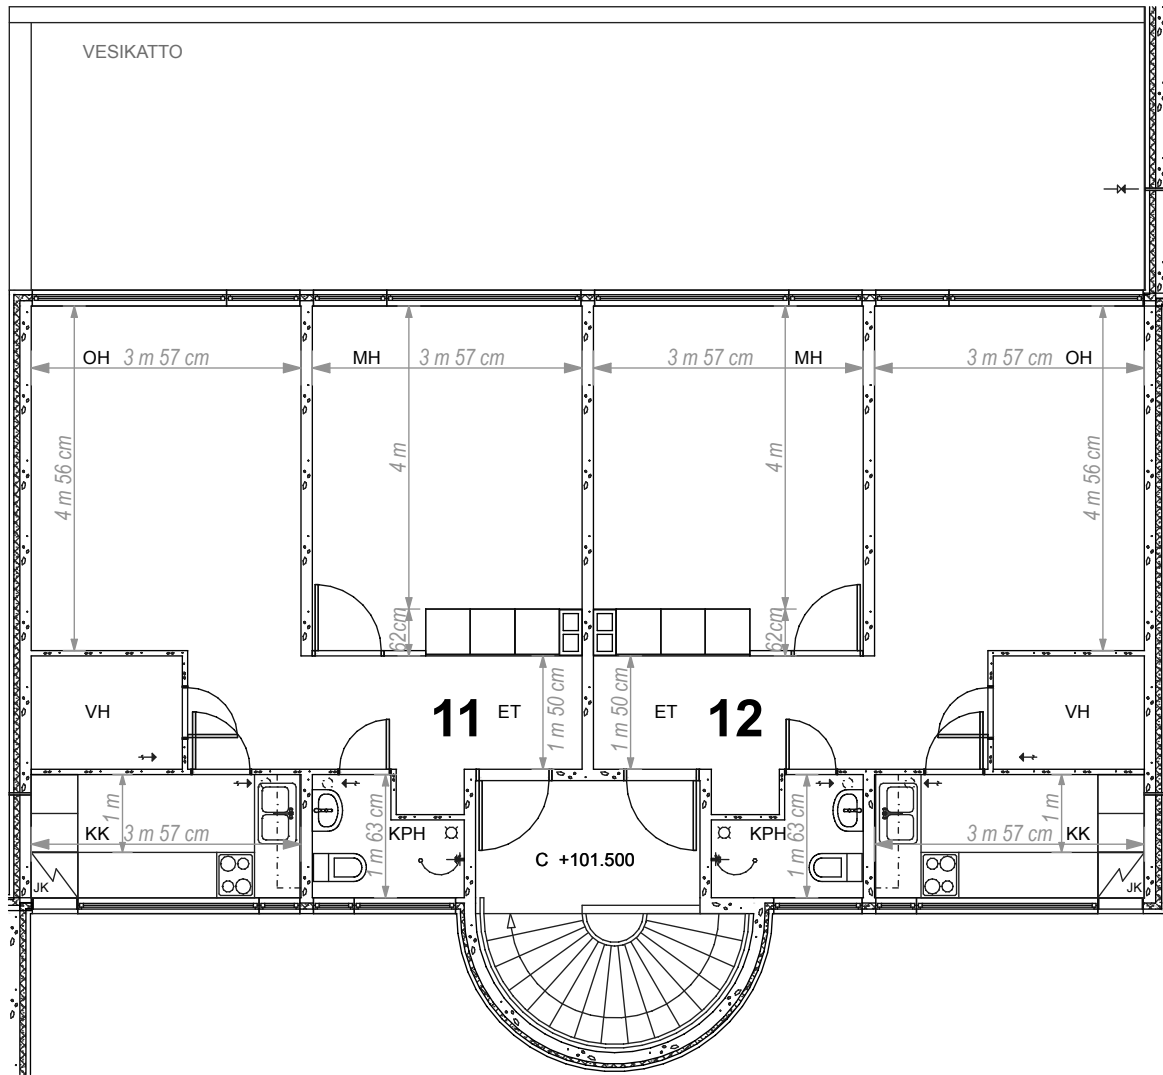 VESIKATTO
OH 3 m 57 cm
MH 3 m 57 cm
3 m 57 cm MH
3 m 57 cm OH
4 m 56 cm
4 m
4 m
4 m 56 cm
62cm
62cm
VH
11 ET
1 m 50 cm
1 m 50 cm
ET 12
VH
1 m
KK 3 m 57 cm
JK
1 m 63 cm
KPH
C +101.500
KPH
1 m 63 cm
3 m 57 cm KK
1 m
JK